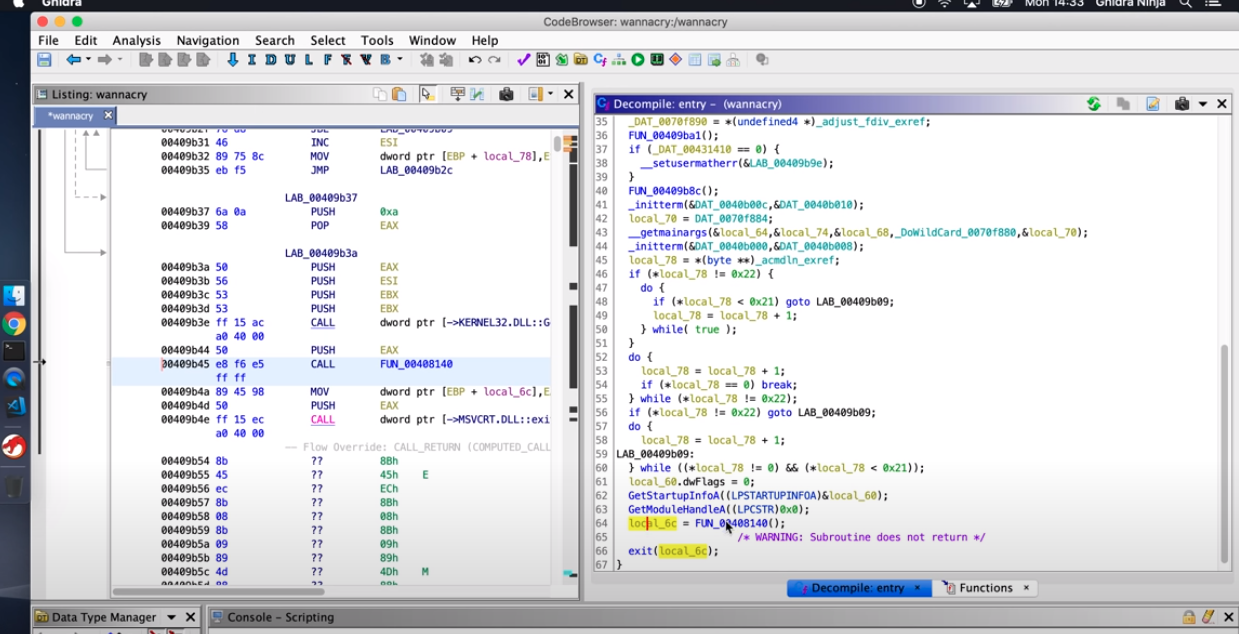 Ghidra
Mon 14:33 Ghidra Ninja
CodeBrowser: wannacry:/wannacry
File Edit Analysis Navigation Search Select Tools Window Help
I D U L F B
Listing: wannacry
*wannacry
00409b31 46 INC ESI
00409b32 89 75 8c MOV dword ptr [EBP + local_78],E
00409b35 eb f5 JMP LAB_00409b2c
LAB_00409b37
00409b37 6a 0a PUSH 0xa
00409b39 58 POP EAX
LAB_00409b3a
00409b3a 50 PUSH EAX
00409b3b 56 PUSH ESI
00409b3c 53 PUSH EBX
00409b3d 53 PUSH EBX
00409b3e ff 15 ac CALL dword ptr [->KERNEL32.DLL::G
a0 40 00
00409b44 50 PUSH EAX
00409b45 e8 f6 e5 CALL FUN_00408140
ff ff
00409b4a 89 45 98 MOV dword ptr [EBP + local_6c],E
00409b4d 50 PUSH EAX
00409b4e ff 15 ec CALL dword ptr [->MSVCRT.DLL::exi
a0 40 00
-- Flow Override: CALL_RETURN (COMPUTED_CALL
00409b54 8b ?? 8Bh
00409b55 45 ?? 45h E
00409b56 ec ?? ECh
00409b57 8b ?? 8Bh
00409b58 08 ?? 08h
00409b59 8b ?? 8Bh
00409b5a 09 ?? 09h
00409b5b 89 ?? 89h
00409b5c 4d ?? 4Dh M
Decompile: entry - (wannacry)
35 _DAT_0070f890 = *(undefined4 *)_adjust_fdiv_exref;
36 FUN_00409ba1();
37 if (_DAT_00431410 == 0) {
38 __setusermatherr(&LAB_00409b9e);
39 }
40 FUN_00409b8c();
41 _initterm(&DAT_0040b00c,&DAT_0040b010);
42 local_70 = DAT_0070f884;
43 __getmainargs(&local_64,&local_74,&local_68,_DoWildCard_0070f880,&local_70);
44 _initterm(&DAT_0040b000,&DAT_0040b008);
45 local_78 = *(byte **)_acmdln_exref;
46 if (*local_78 != 0x22) {
47 do {
48 if (*local_78 < 0x21) goto LAB_00409b09;
49 local_78 = local_78 + 1;
50 } while( true );
51 }
52 do {
53 local_78 = local_78 + 1;
54 if (*local_78 == 0) break;
55 } while (*local_78 != 0x22);
56 if (*local_78 != 0x22) goto LAB_00409b09;
57 do {
58 local_78 = local_78 + 1;
59 LAB_00409b09:
60 } while ((*local_78 != 0) && (*local_78 < 0x21));
61 local_60.dwFlags = 0;
62 GetStartupInfoA((LPSTARTUPINFOA)&local_60);
63 GetModuleHandleA((LPCSTR)0x0);
64 local_6c = FUN_00408140();
65 /* WARNING: Subroutine does not return */
66 exit(local_6c);
67 }
Decompile: entry × Functions ×
Data Type Manager
Console - Scripting